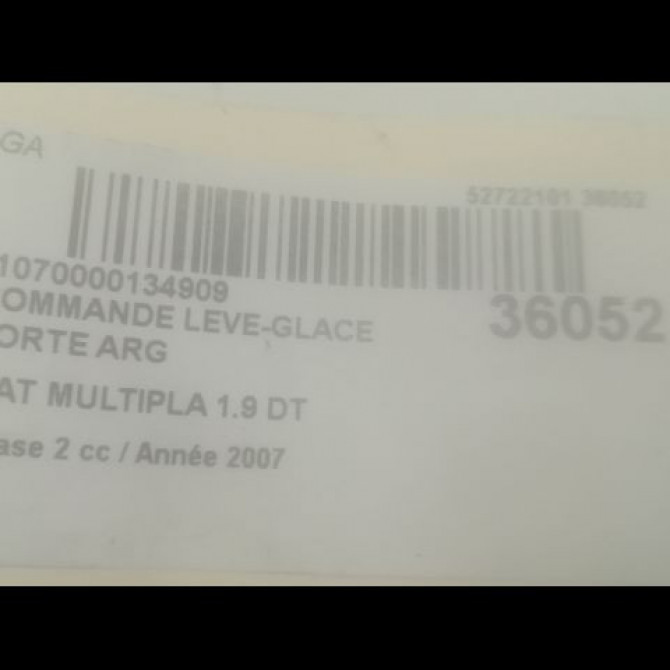 GA
52722101 36052
1070000134909
36052
OMMANDE LEVE-GLACE
ORTE ARG
AT MULTIPLA 1.9 DT
ase 2 cc / Année 2007